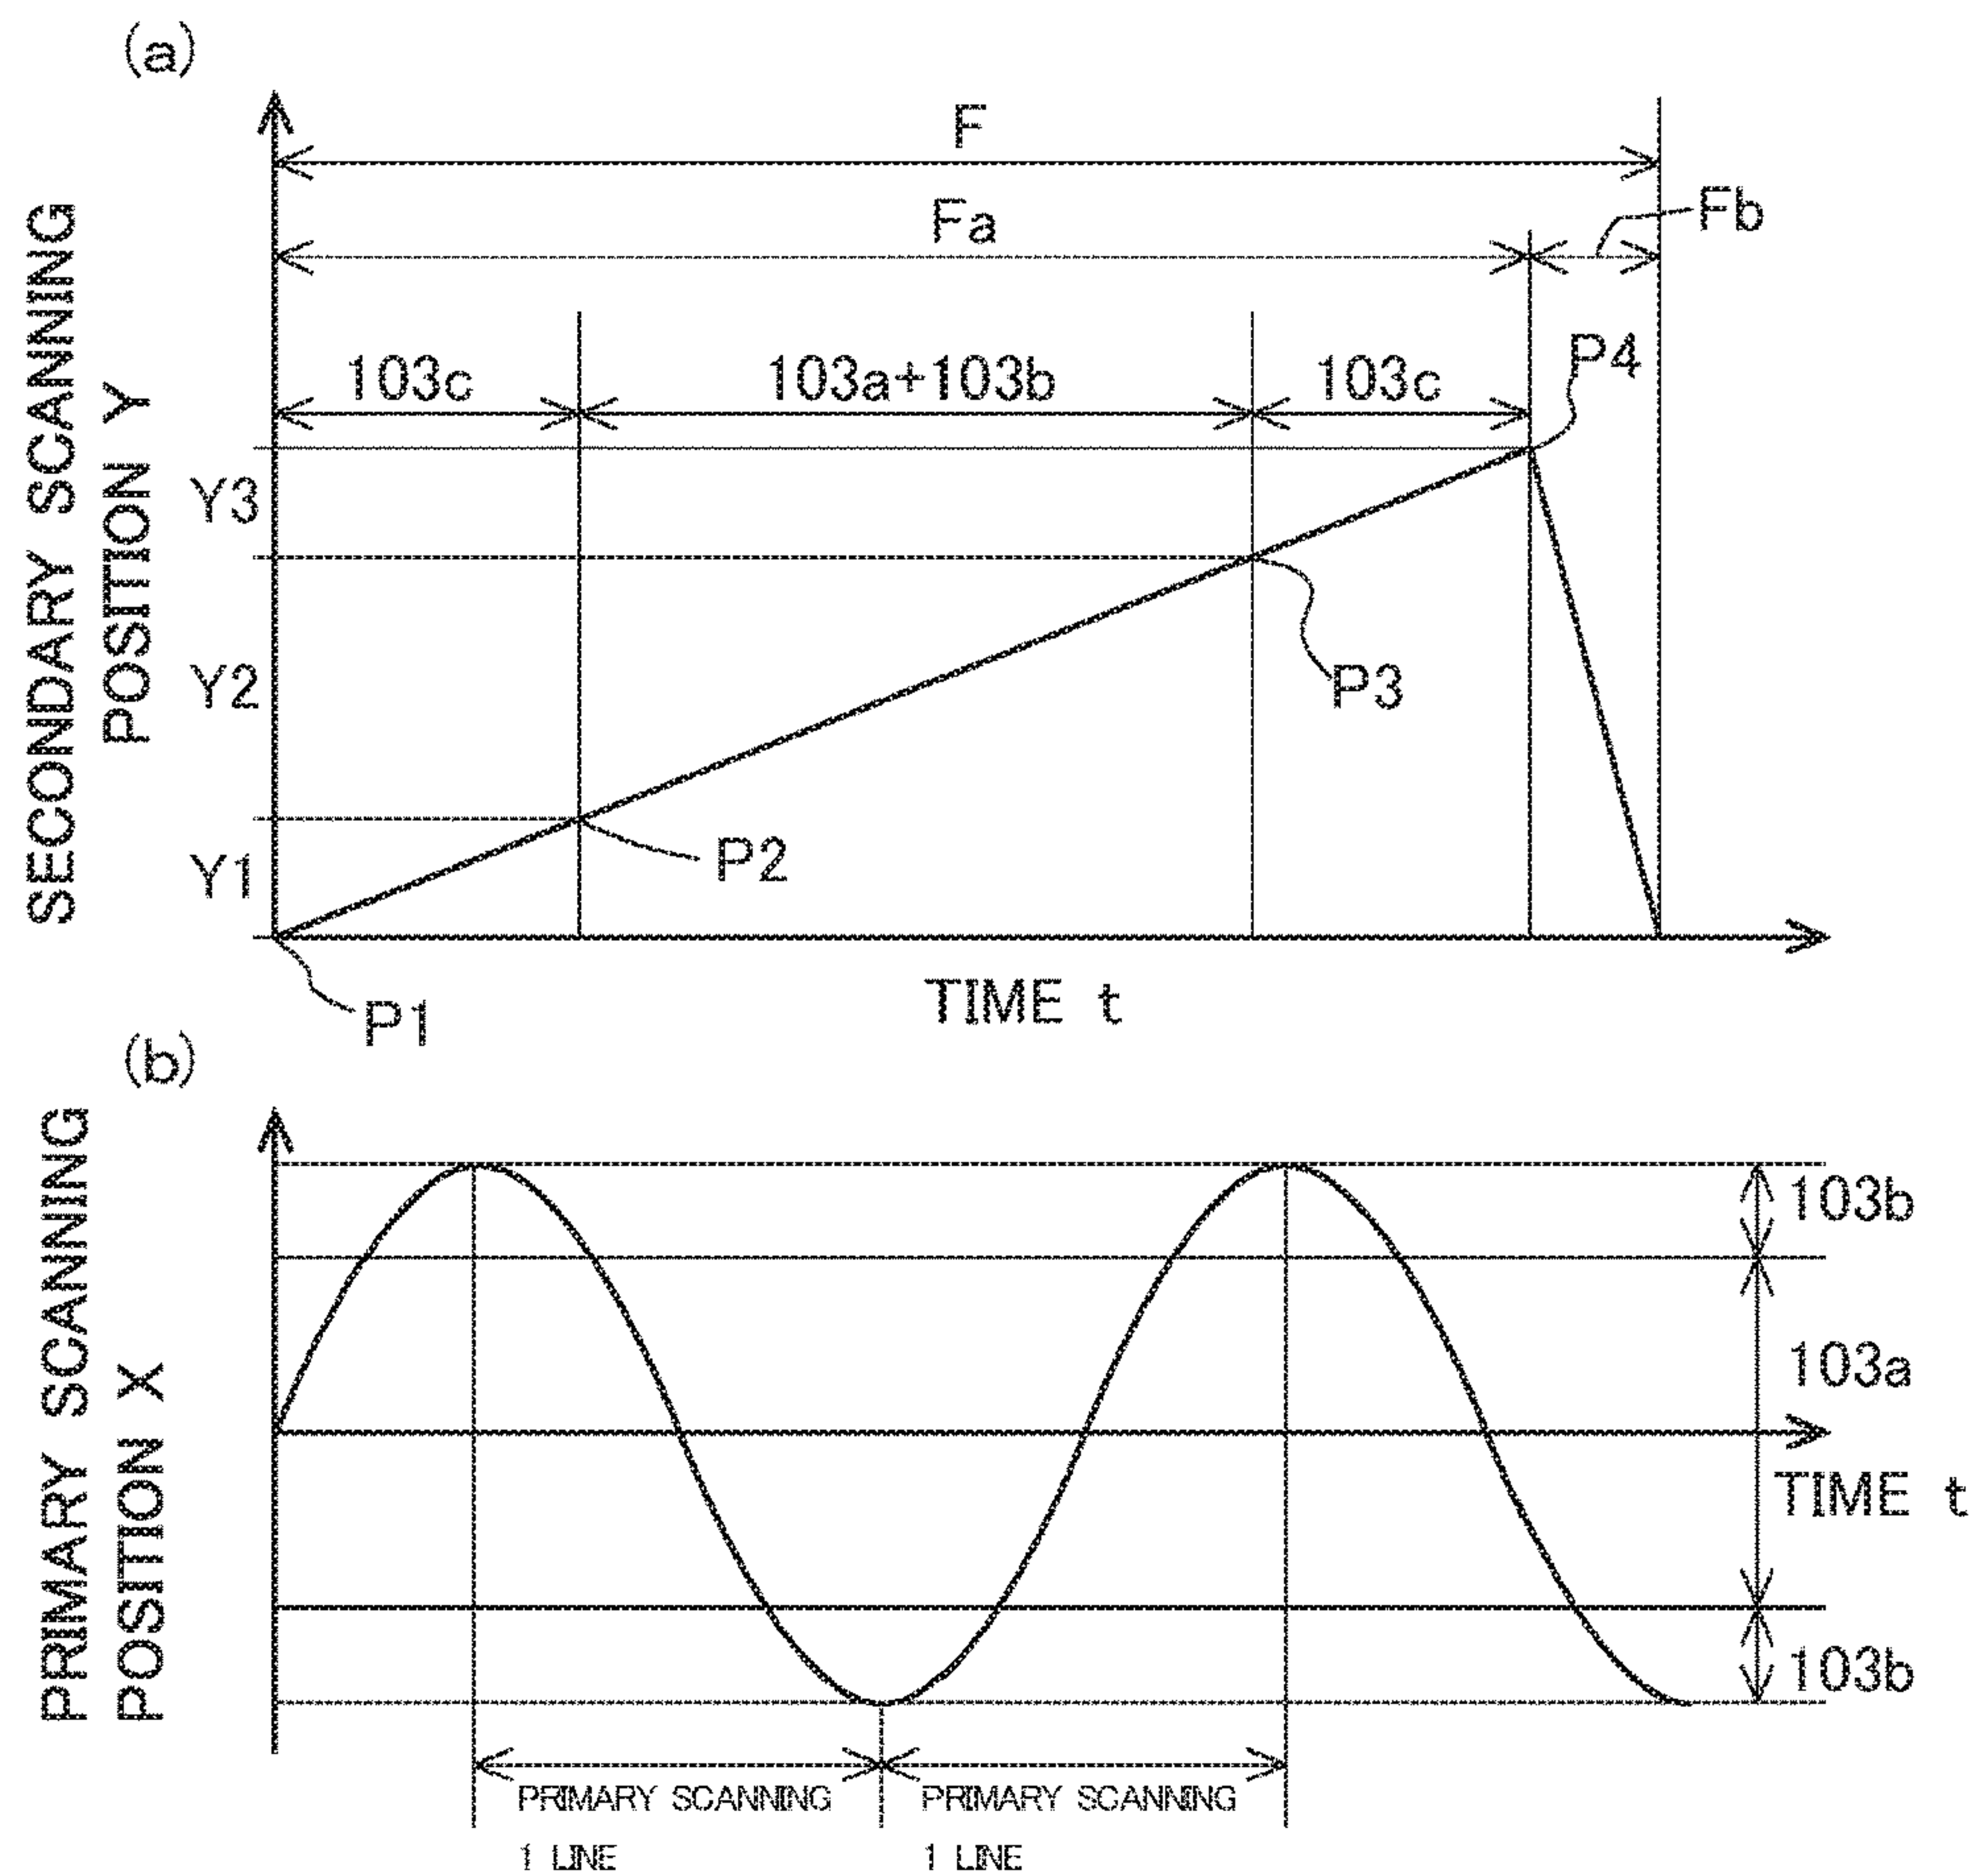 (a)
F
Fa
Fb
103c
103a+103b
103c
P4
SECONDARY SCANNING
POSITION Y
Y3
Y2
Y1
P3
P2
P1
TIME t
(b)
PRIMARY SCANNING
POSITION X
103b
103a
TIME t
103b
PRIMARY SCANNING
1 LINE
PRIMARY SCANNING
1 LINE